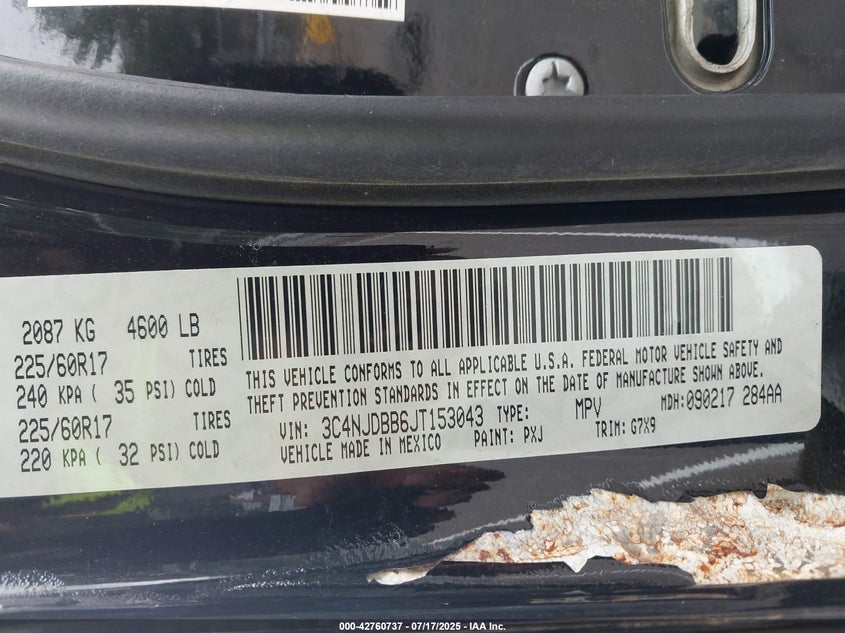 2087 KG 4600 LB
225/60R17 TIRES
240 KPA ( 35 PSI) COLD
225/60R17 TIRES
220 KPA ( 32 PSI) COLD
THIS VEHICLE CONFORMS TO ALL APPLICABLE U.S.A. FEDERAL MOTOR VEHICLE SAFETY AND
THEFT PREVENTION STANDARDS IN EFFECT ON THE DATE OF MANUFACTURE SHOWN ABOVE.
VIN: 3C4NJDBB6JT153043 TYPE: MPV MDH:090217 284AA
VEHICLE MADE IN MEXICO PAINT: PXJ TRIM: G7X9
000-42760737 - 07/17/2025 - IAA Inc.